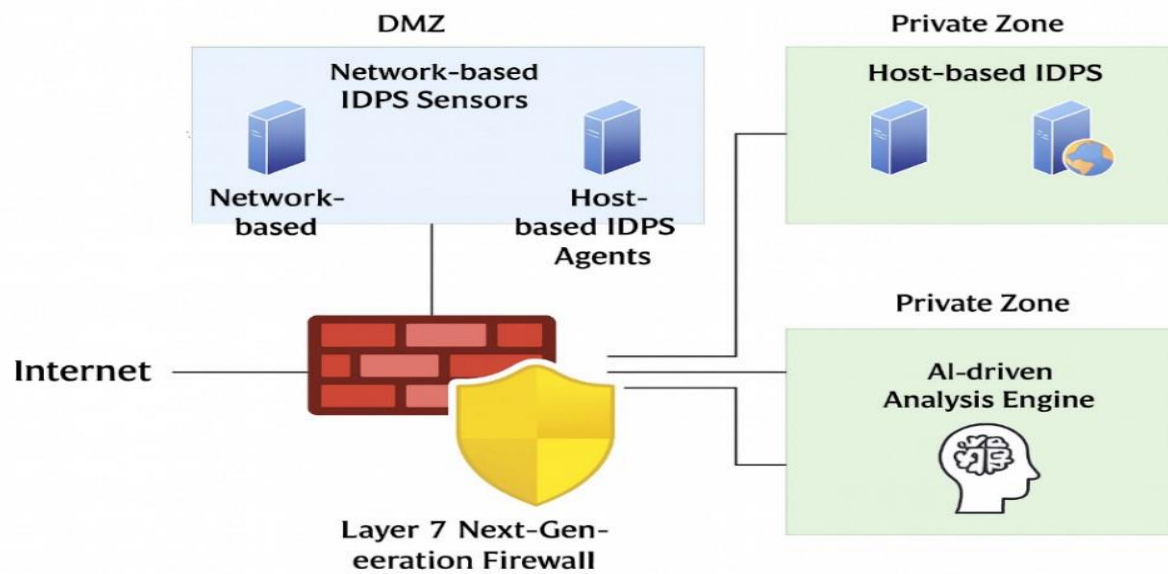 DMZ
Network-based
IDPS Sensors
Network-
based
Host-
based IDPS
Agents
Private Zone
Host-based IDPS
Internet
Layer 7 Next-Gen-
eeration Firewall
Private Zone
AI-driven
Analysis Engine